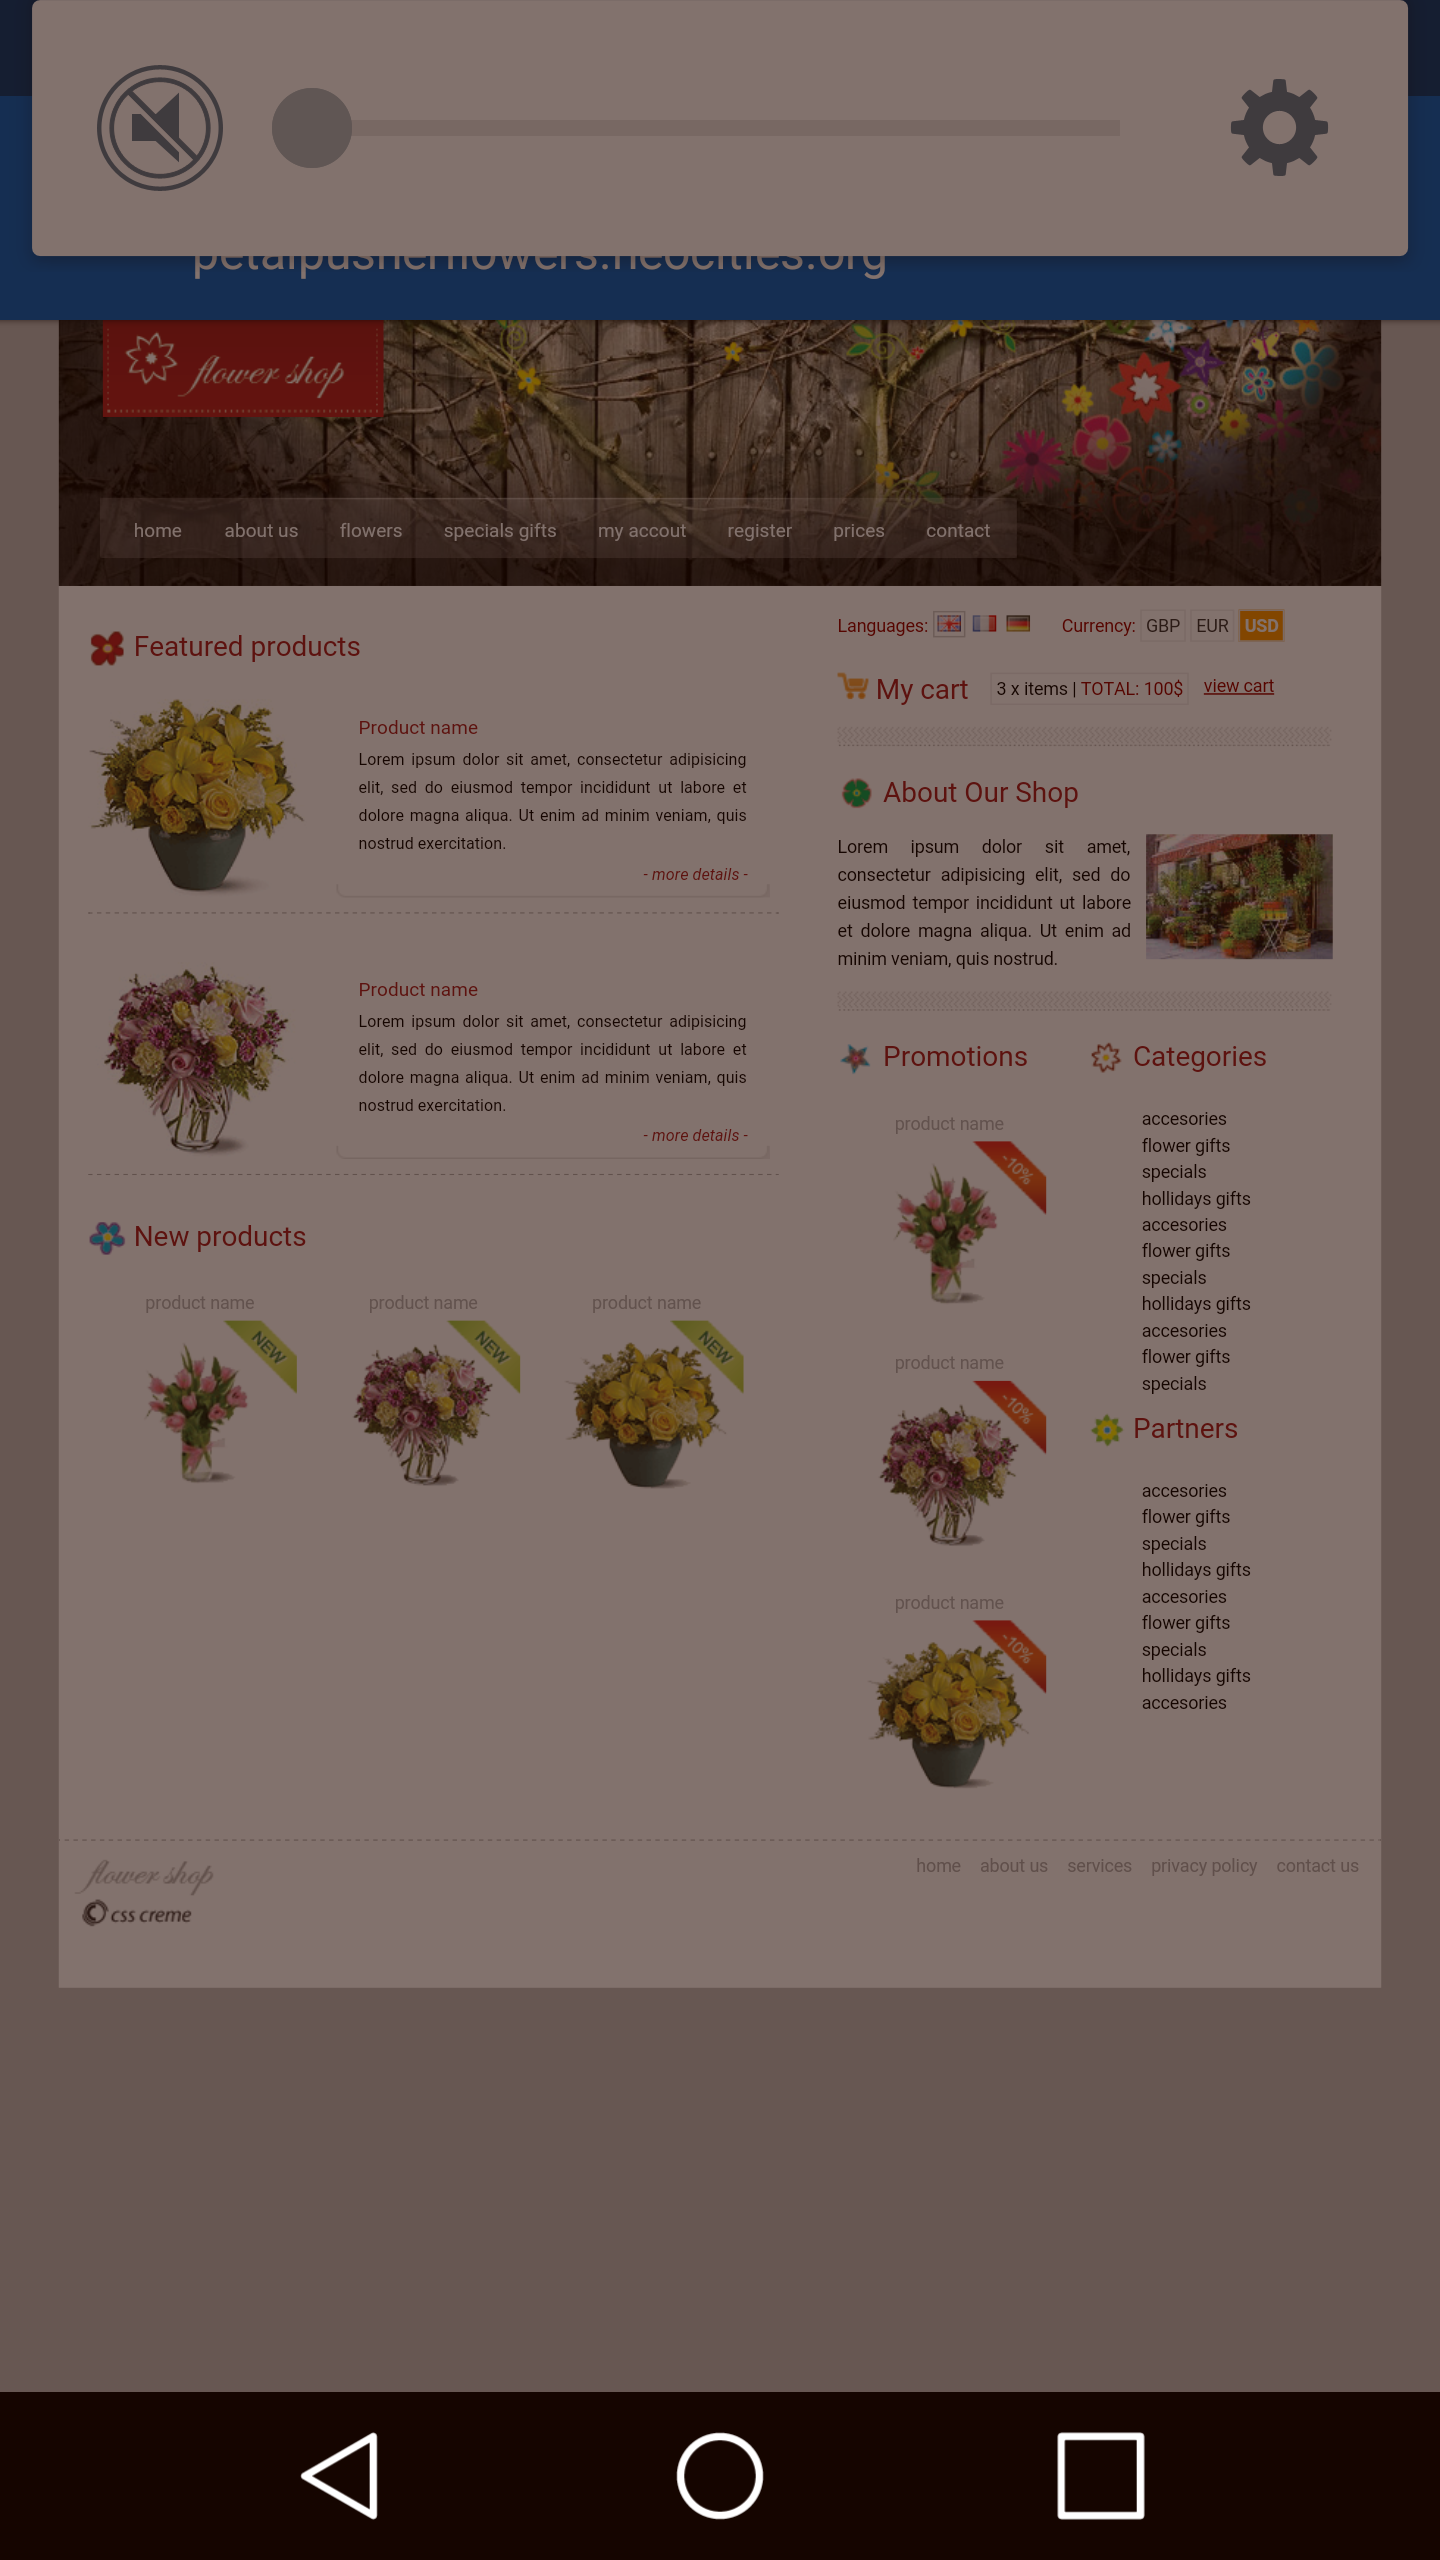 petalpusherflowers.neocities.org
flower shop
home about us flowers specials gifts my accout register prices contact
Languages: Currency: GBP EUR USD
Featured products
My cart 3 x items | TOTAL: 100$ view cart
Product name
Lorem ipsum dolor sit amet, consectetur adipisicing
elit, sed do eiusmod tempor incididunt ut labore et
dolore magna aliqua. Ut enim ad minim veniam, quis
nostrud exercitation.
- more details -
About Our Shop
Lorem ipsum dolor sit amet,
consectetur adipisicing elit, sed do
eiusmod tempor incididunt ut labore
et dolore magna aliqua. Ut enim ad
minim veniam, quis nostrud.
Product name
Lorem ipsum dolor sit amet, consectetur adipisicing
elit, sed do eiusmod tempor incididunt ut labore et
dolore magna aliqua. Ut enim ad minim veniam, quis
nostrud exercitation.
- more details -
New products
product name product name product name
NEW NEW NEW
Promotions
product name
-10%
product name
-10%
product name
-10%
Categories
accesories
flower gifts
specials
hollidays gifts
accesories
flower gifts
specials
hollidays gifts
accesories
flower gifts
specials
Partners
accesories
flower gifts
specials
hollidays gifts
accesories
flower gifts
specials
hollidays gifts
accesories
flower shop
css creme
home about us services privacy policy contact us